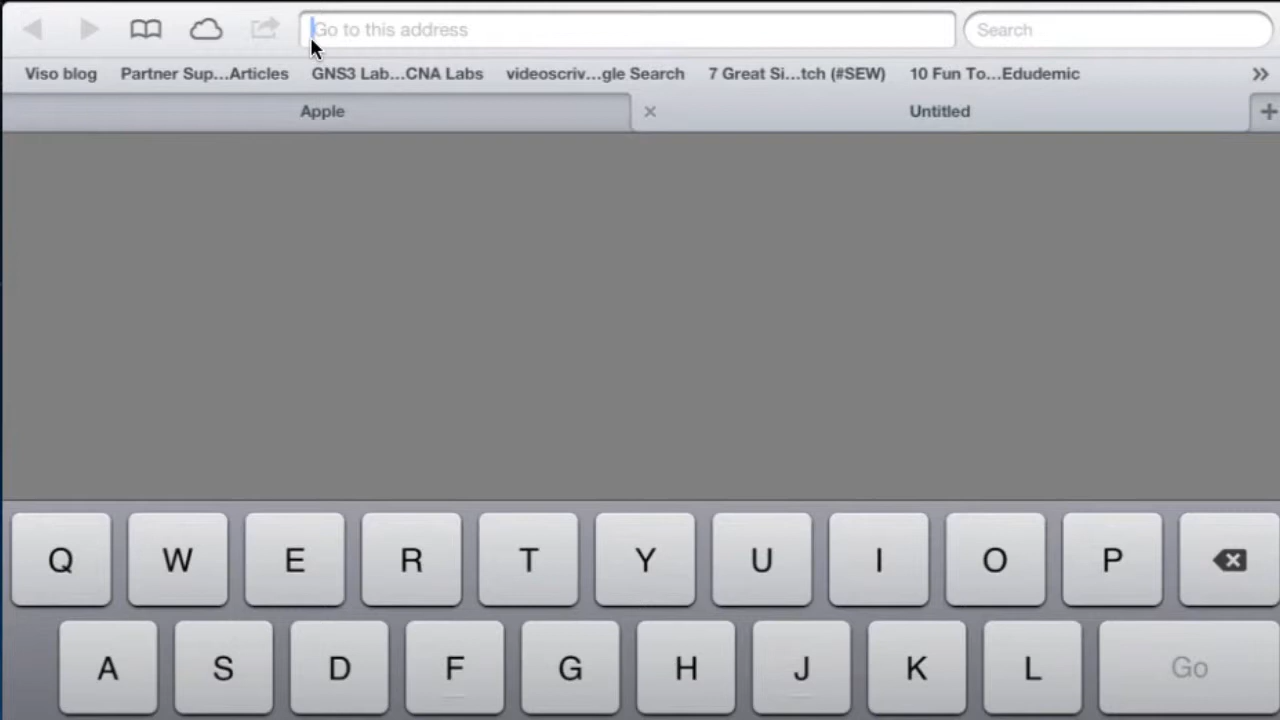 Go to this address Search
Viso blog Partner Sup...Articles GNS3 Lab...CNA Labs videoscriv...gle Search 7 Great Si...tch (#SEW) 10 Fun To...Edudemic »
Apple × Untitled +
Q W E R T Y U I O P
A S D F G H J K L Go